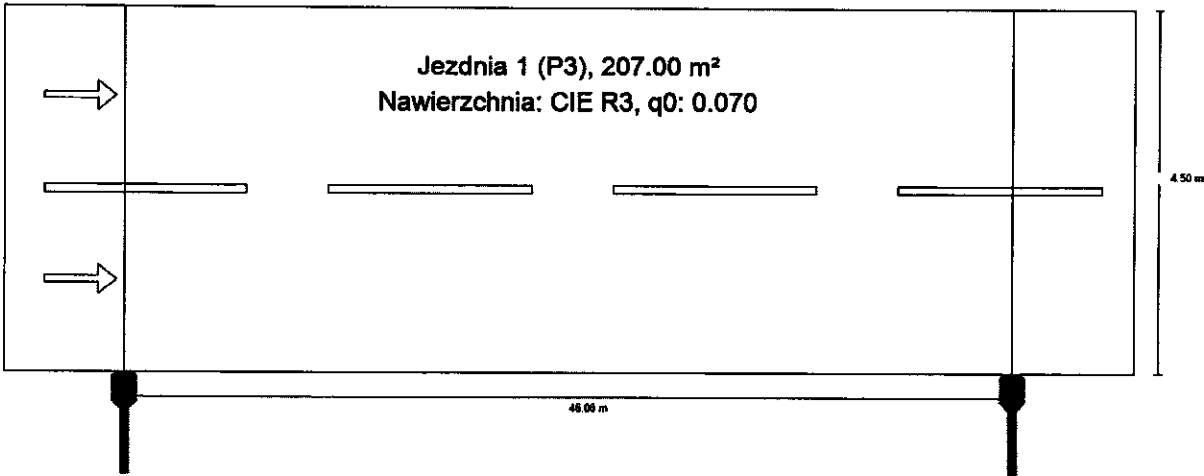 Jezdnia 1 (P3), 207.00 m²
Nawierzchnia: CIE R3, q0: 0.070
4.50 m
46.00 m